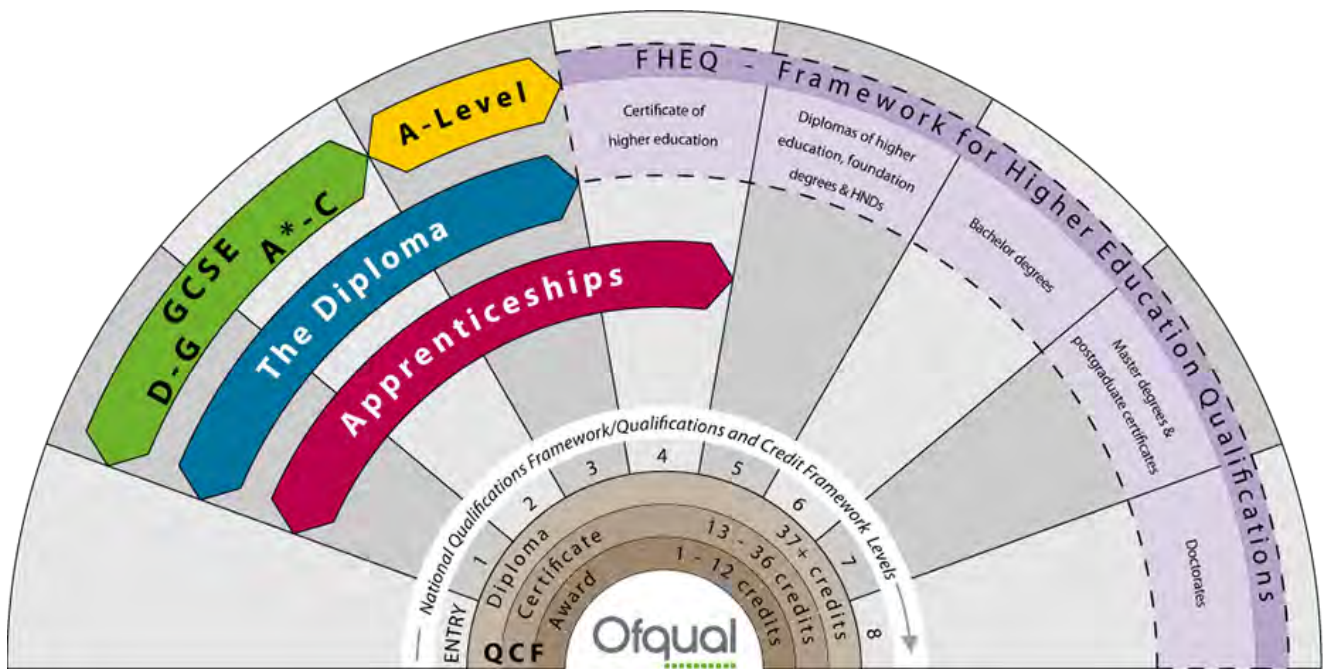 GCSE
D-G A*-C
A-Level
The Diploma
Apprenticeships
FHEQ - Framework for Higher Education Qualifications
Certificate of
higher education
Diplomas of higher
education, foundation
degrees & HNDs
Bachelor degrees
Master degrees &
postgraduate certificates
Doctorates
National Qualifications Framework/Qualifications and Credit Framework Levels
ENTRY 1 2 3 4 5 6 7 8
Diploma 37+ credits
Certificate 13 - 36 credits
Award 1 - 12 credits
QCF
Ofqual